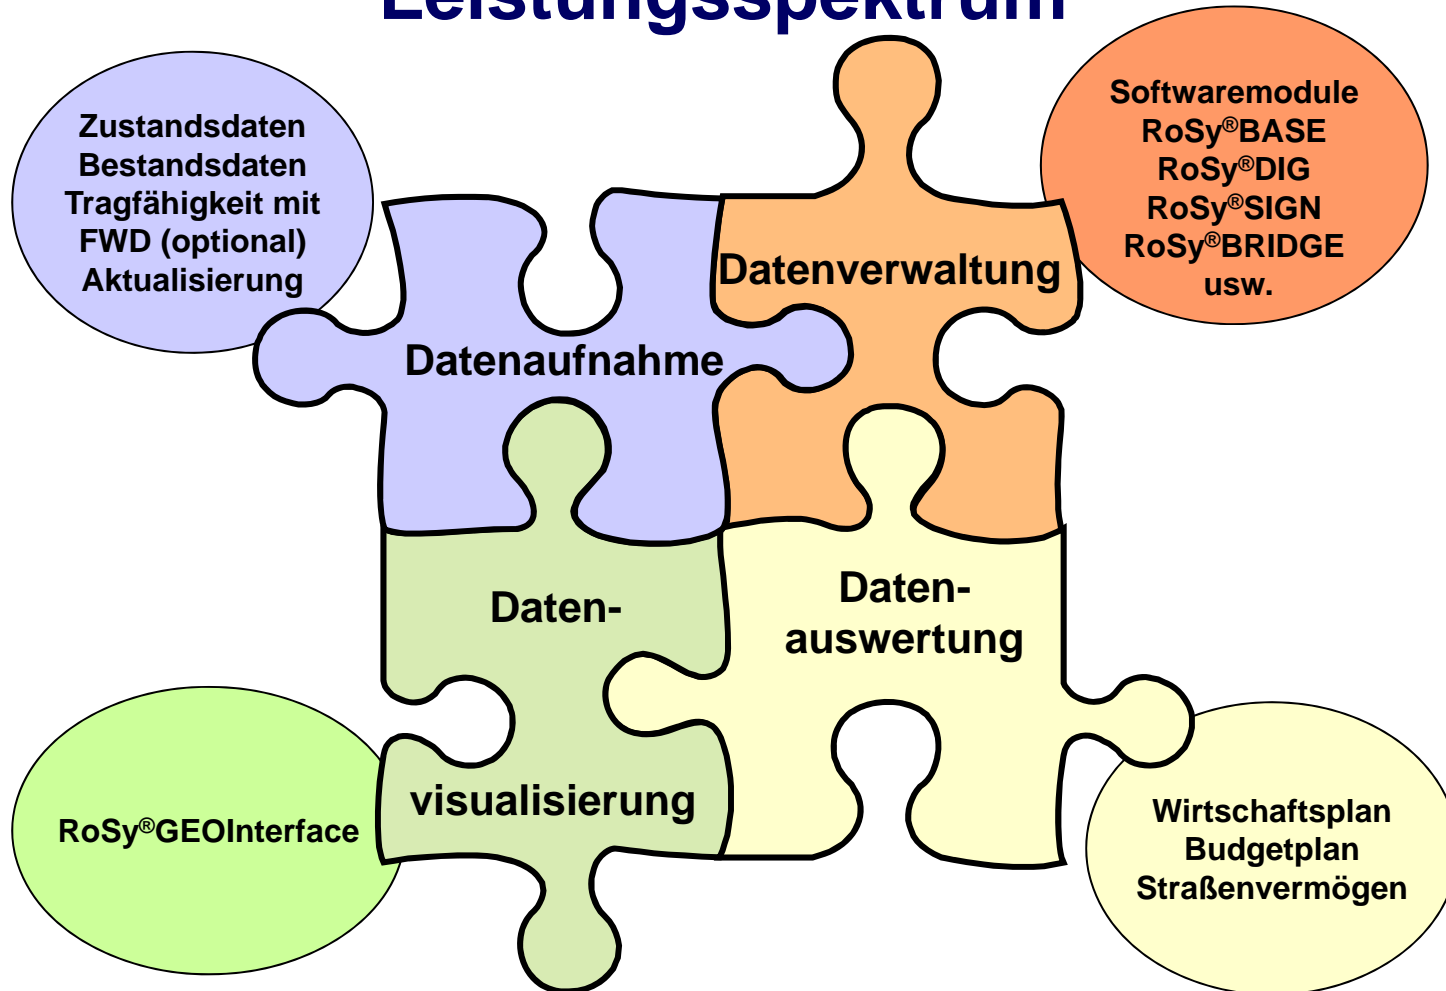 Leistungsspektrum
Zustandsdaten
Bestandsdaten
Tragfähigkeit mit
FWD (optional)
Aktualisierung
Softwaremodule
RoSy®BASE
RoSy®DIG
RoSy®SIGN
RoSy®BRIDGE
usw.
Datenverwaltung
Datenaufnahme
Daten-
visualisierung
Daten-
auswertung
RoSy®GEOInterface
Wirtschaftsplan
Budgetplan
Straßenvermögen